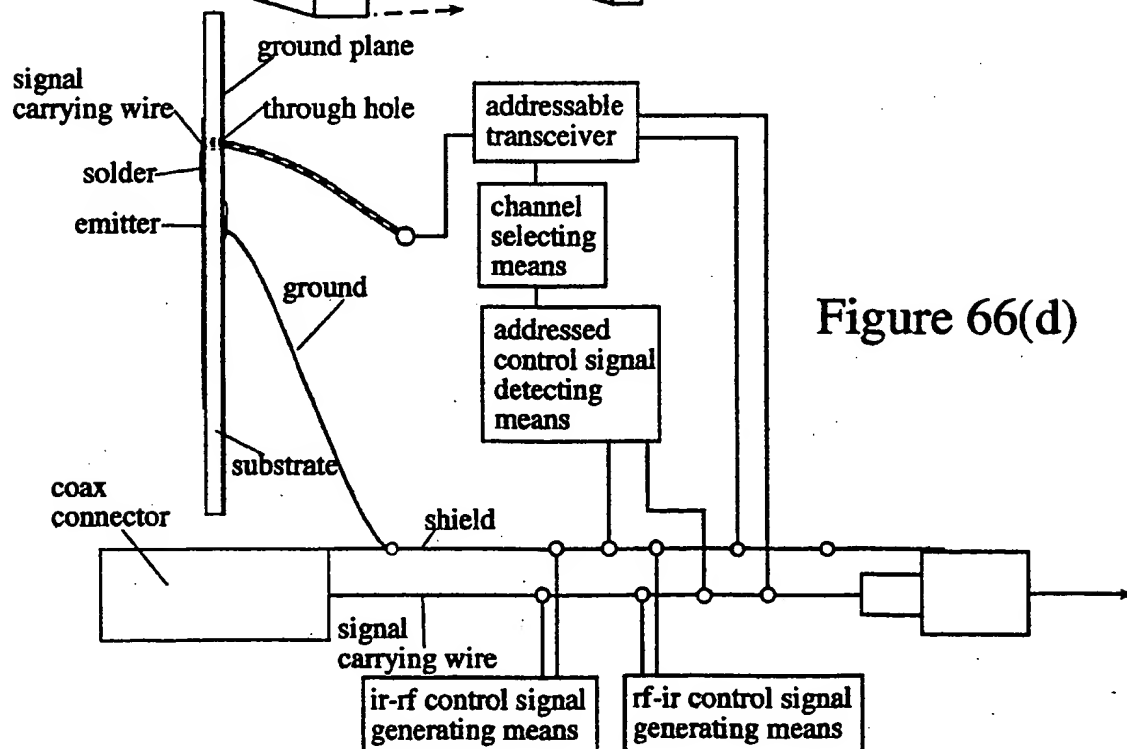 ground plane
signal
carrying wire
through hole
solder
emitter
ground
substrate
coax
connector
shield
signal
carrying wire
addressable
transceiver
channel
selecting
means
addressed
control signal
detecting
means
ir-rf control signal
generating means
rf-ir control signal
generating means
Figure 66(d)